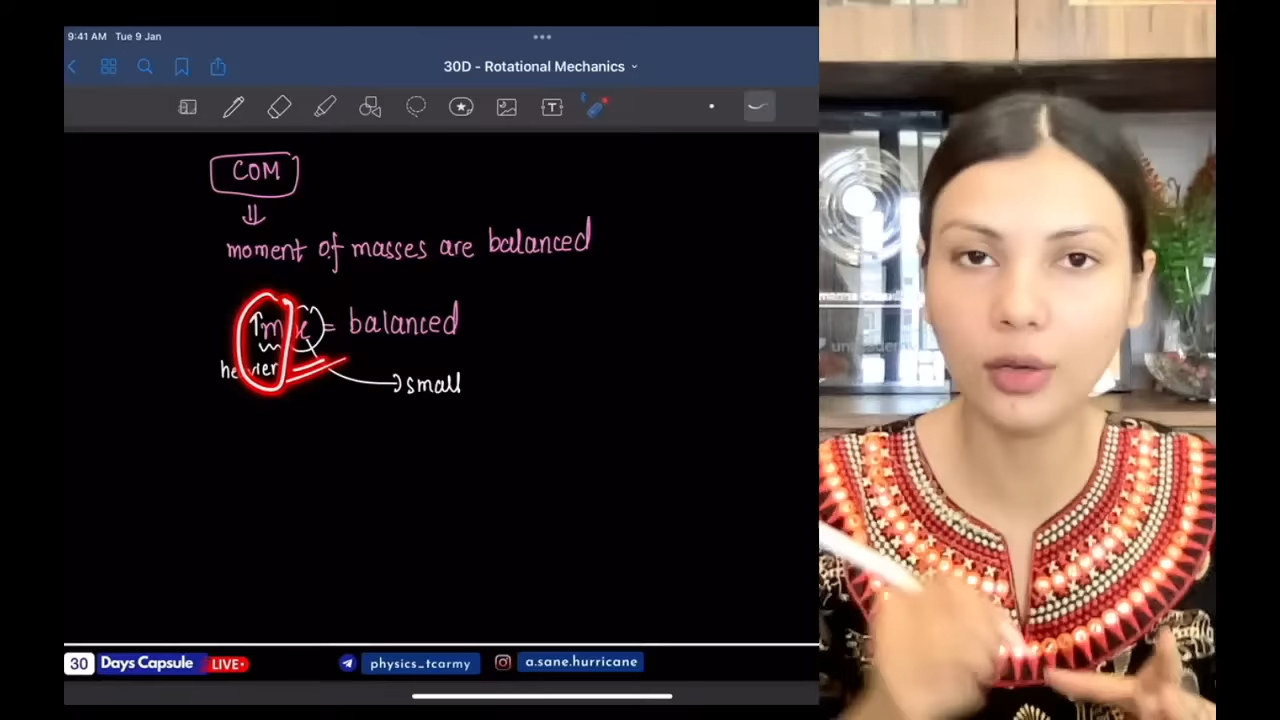 9:41 AM Tue 9 Jan
30D - Rotational Mechanics
T
COM
moment of masses are balanced
m x = balanced
heavier
small
30 Days Capsule LIVE
physics_tcarmy
a.sane.hurricane